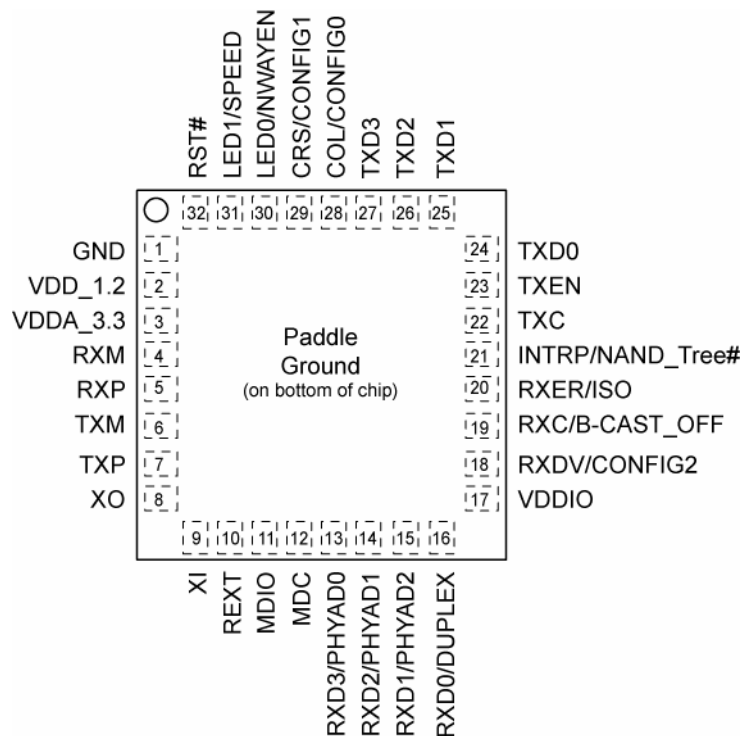 RST#
LED1/SPEED
LED0/NWAYEN
CRS/CONFIG1
COL/CONFIG0
TXD3
TXD2
TXD1
32 31 30 29 28 27 26 25
GND 1
VDD_1.2 2
VDDA_3.3 3
RXM 4
RXP 5
TXM 6
TXP 7
XO 8
Paddle
Ground
(on bottom of chip)
24 TXD0
23 TXEN
22 TXC
21 INTRP/NAND_Tree#
20 RXER/ISO
19 RXC/B-CAST_OFF
18 RXDV/CONFIG2
17 VDDIO
9 10 11 12 13 14 15 16
XI
REXT
MDIO
MDC
RXD3/PHYAD0
RXD2/PHYAD1
RXD1/PHYAD2
RXD0/DUPLEX